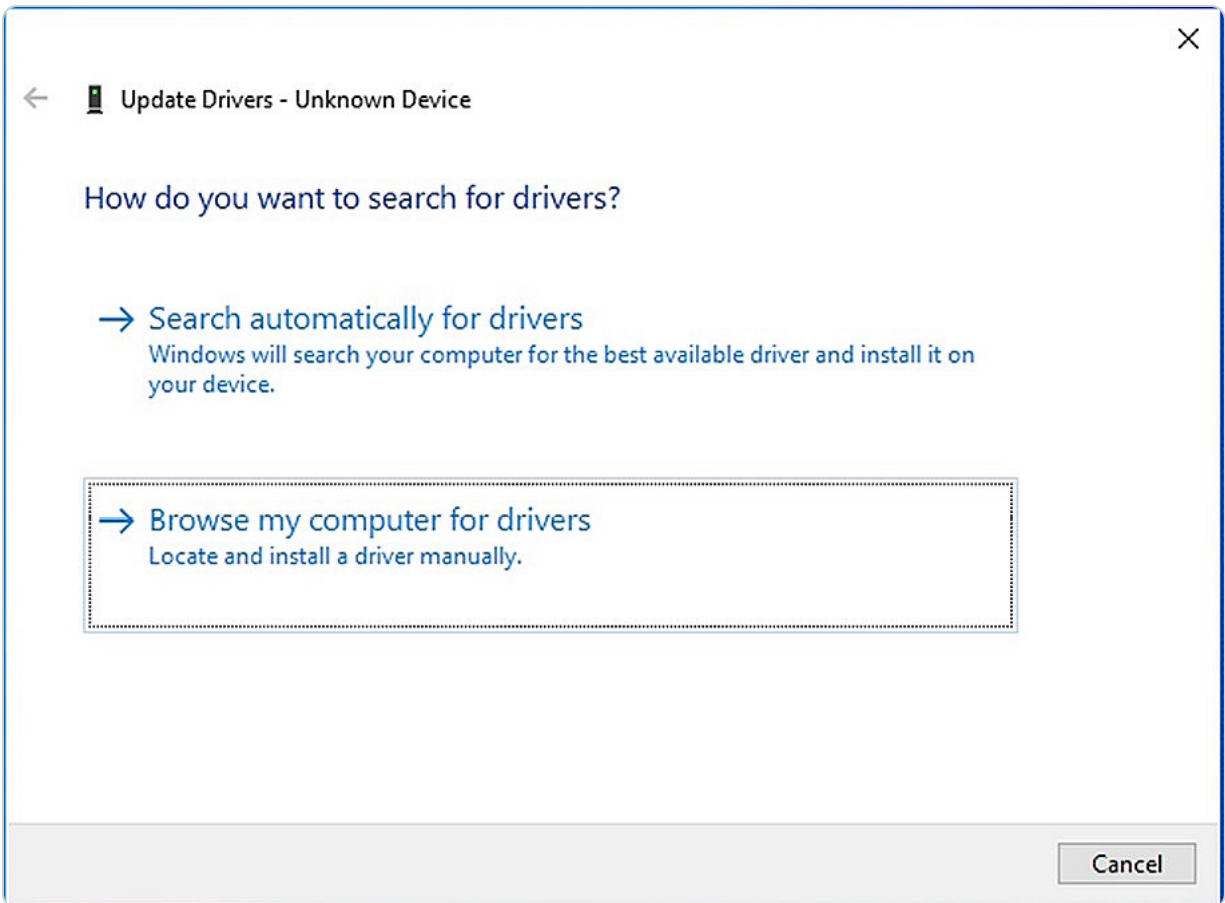 Update Drivers - Unknown Device
How do you want to search for drivers?
Search automatically for drivers
Windows will search your computer for the best available driver and install it on
your device.
Browse my computer for drivers
Locate and install a driver manually.
Cancel